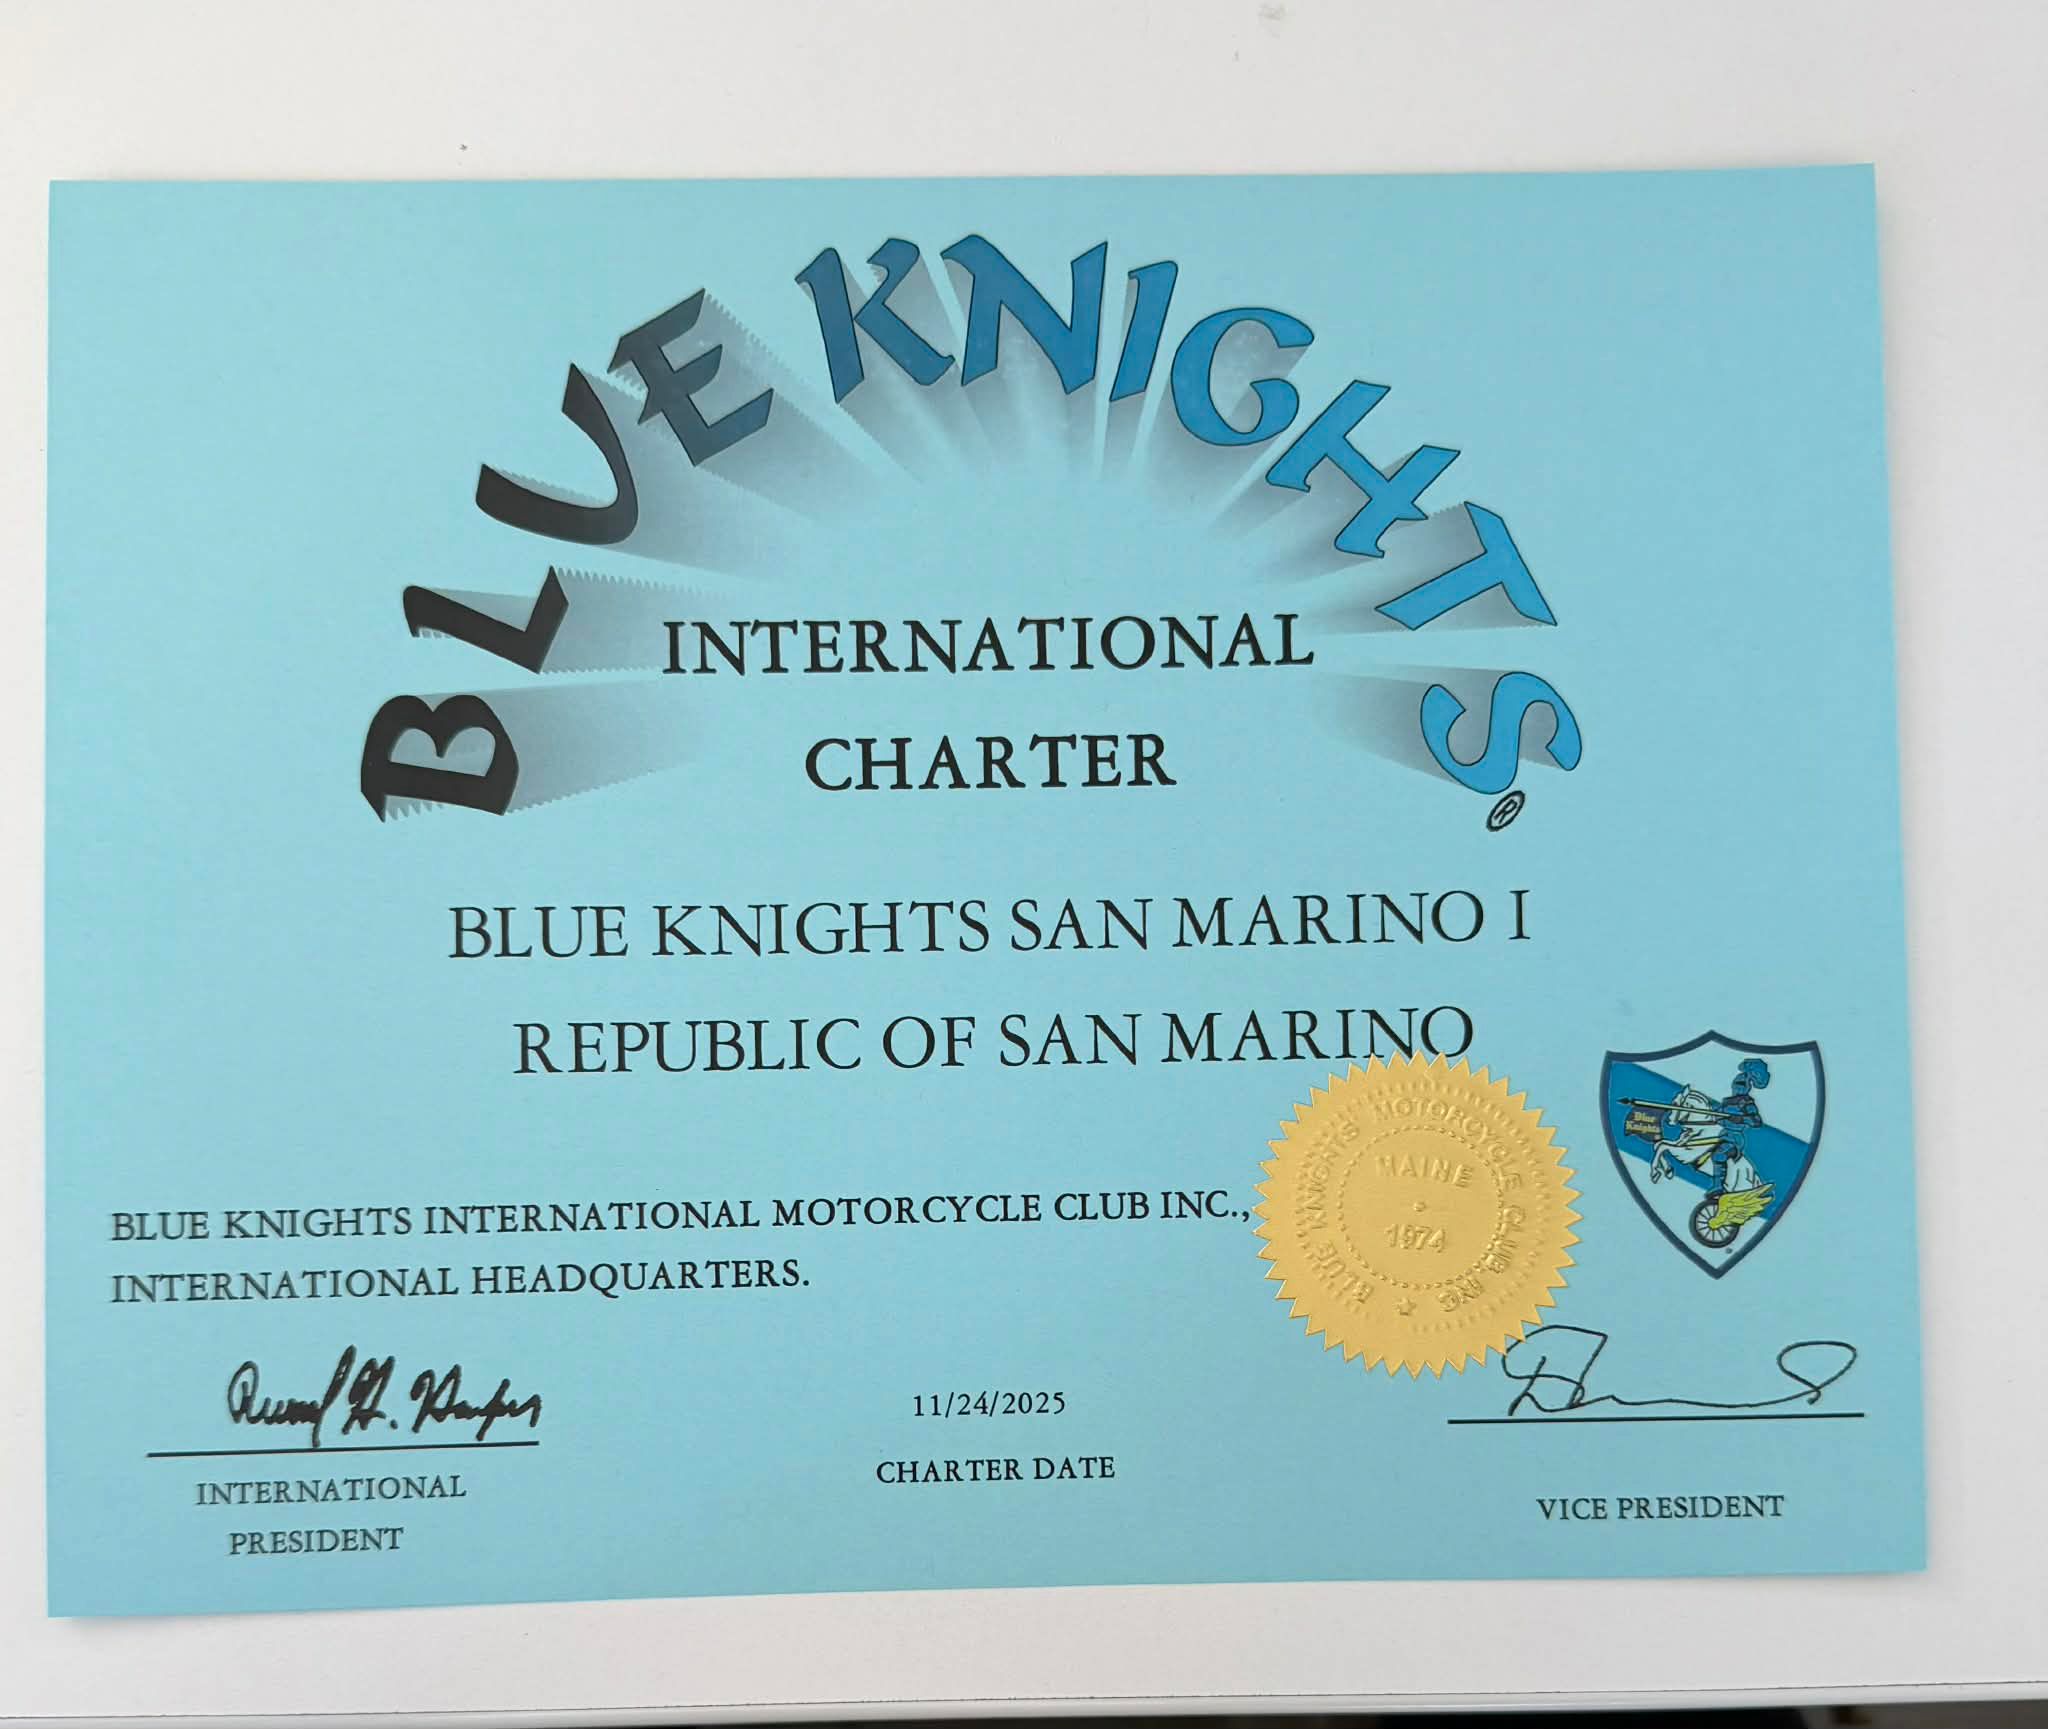 BLUE KNIGHTS®
INTERNATIONAL
CHARTER
BLUE KNIGHTS SAN MARINO I
REPUBLIC OF SAN MARINO
BLUE KNIGHTS INTERNATIONAL MOTORCYCLE CLUB INC.,
INTERNATIONAL HEADQUARTERS.
BLUE KNIGHTS MOTORCYCLE CLUB, INC
MAINE
1974
Blue
Knights
11/24/2025
INTERNATIONAL
PRESIDENT
CHARTER DATE
VICE PRESIDENT